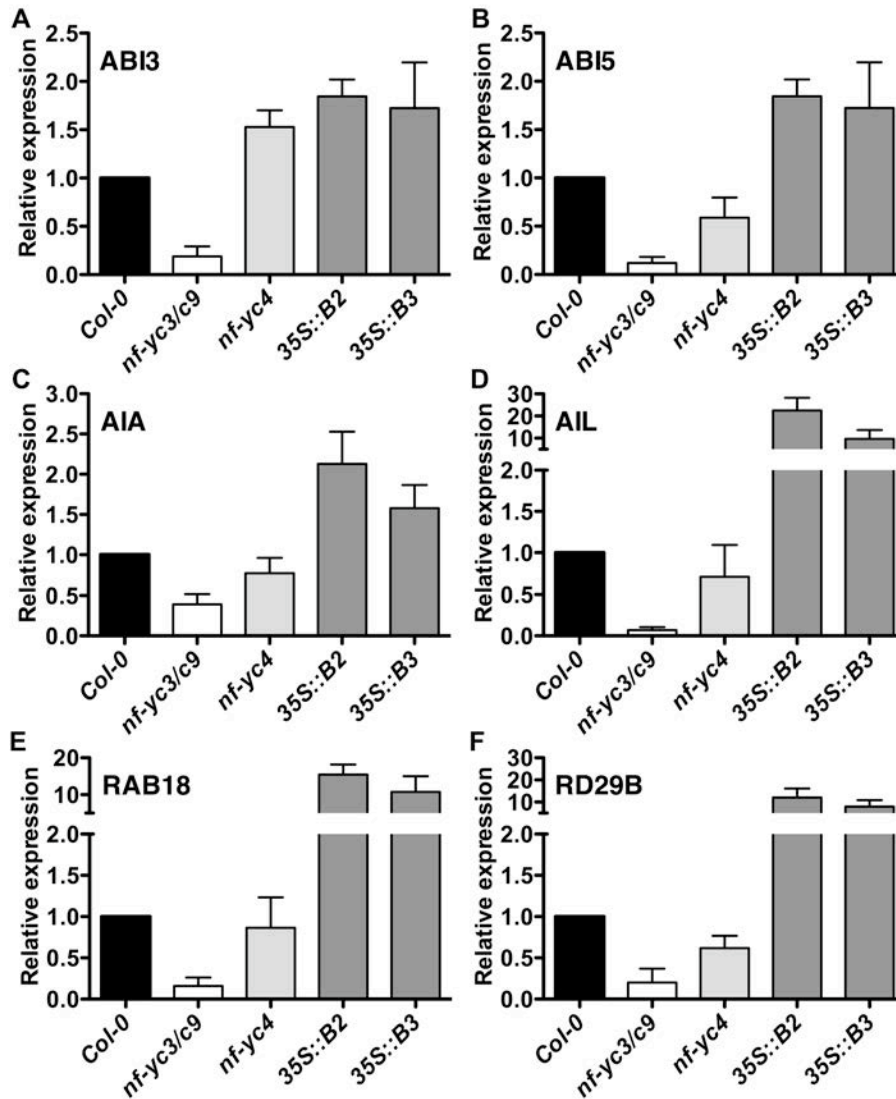 A
ABI3
Relative expression
2.5
2.0
1.5
1.0
0.5
0.0
Col-0
nf-yc3/c9
nf-yc4
35S::B2
35S::B3
B
ABI5
Relative expression
2.5
2.0
1.5
1.0
0.5
0.0
Col-0
nf-yc3/c9
nf-yc4
35S::B2
35S::B3
C
AIA
Relative expression
3.0
2.5
2.0
1.5
1.0
0.5
0.0
Col-0
nf-yc3/c9
nf-yc4
35S::B2
35S::B3
D
AIL
Relative expression
30
20
10
2.0
1.5
1.0
0.5
0.0
Col-0
nf-yc3/c9
nf-yc4
35S::B2
35S::B3
E
RAB18
Relative expression
20
10
2.0
1.5
1.0
0.5
0.0
Col-0
nf-yc3/c9
nf-yc4
35S::B2
35S::B3
F
RD29B
Relative expression
30
20
10
2.0
1.5
1.0
0.5
0.0
Col-0
nf-yc3/c9
nf-yc4
35S::B2
35S::B3